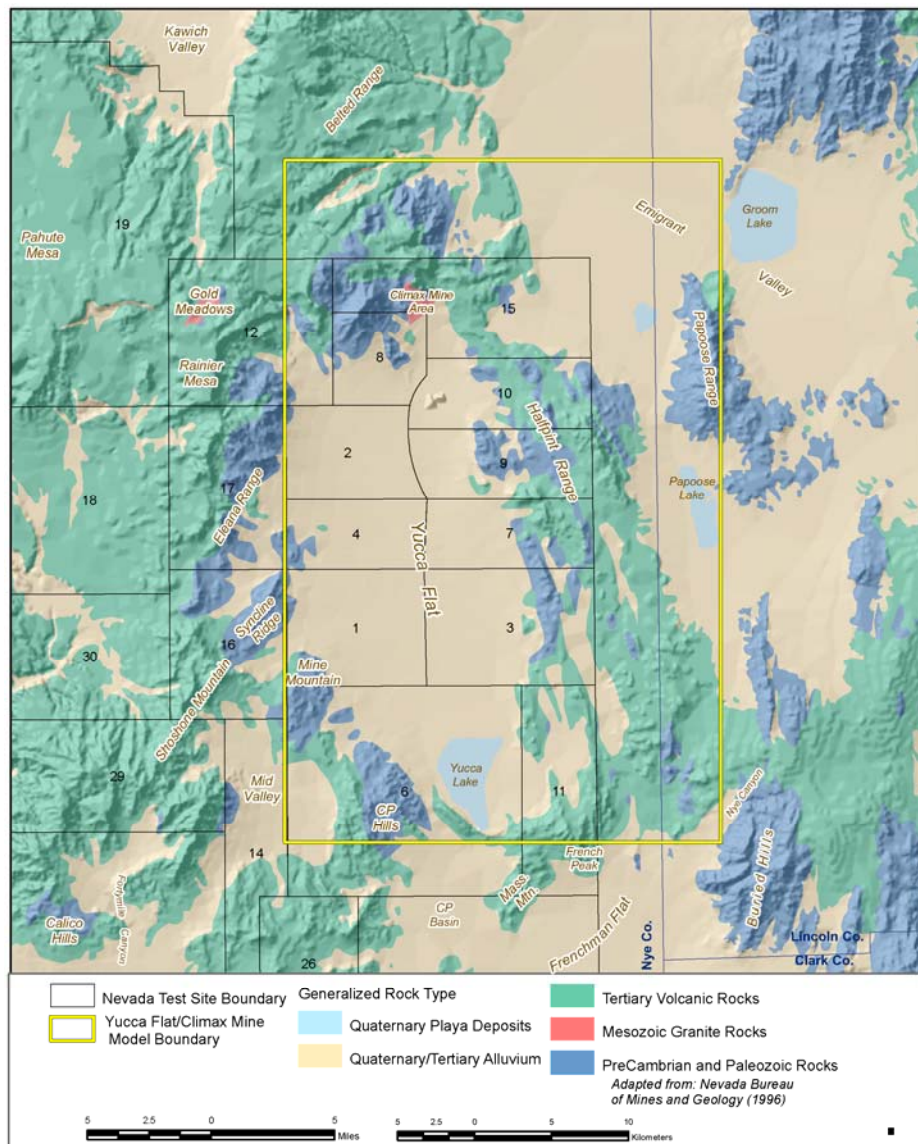 Kawich
Valley
Belted Range
Emigrant
Groom
Lake
19
Pahute
Mesa
Valley
Gold
Meadows
Climax Mine
Area
15
12
Papoose Range
8
Rainier
Mesa
10
Halfpint Range
2
9
18
17
Eleana Range
Papoose
Lake
4
Yucca Flat
7
Syncline
Ridge
1
3
16
30
Mine
Mountain
Shoshone Mountain
29
Mid
Valley
Yucca
Lake
6
CP
Hills
11
Nye Canyon
14
French
Peak
Buried Hills
Mass.
Mtn.
Fortymile
Canyon
Calico
Hills
CP
Basin
Frenchman Flat
Nye Co.
Lincoln Co.
Clark Co.
26
Nevada Test Site Boundary
Yucca Flat/Climax Mine
Model Boundary
Generalized Rock Type
Quaternary Playa Deposits
Quaternary/Tertiary Alluvium
Tertiary Volcanic Rocks
Mesozoic Granite Rocks
PreCambrian and Paleozoic Rocks
Adapted from: Nevada Bureau
of Mines and Geology (1996)
5 2.5 0 5
Miles
5 2.5 0 5 10
Kilometers